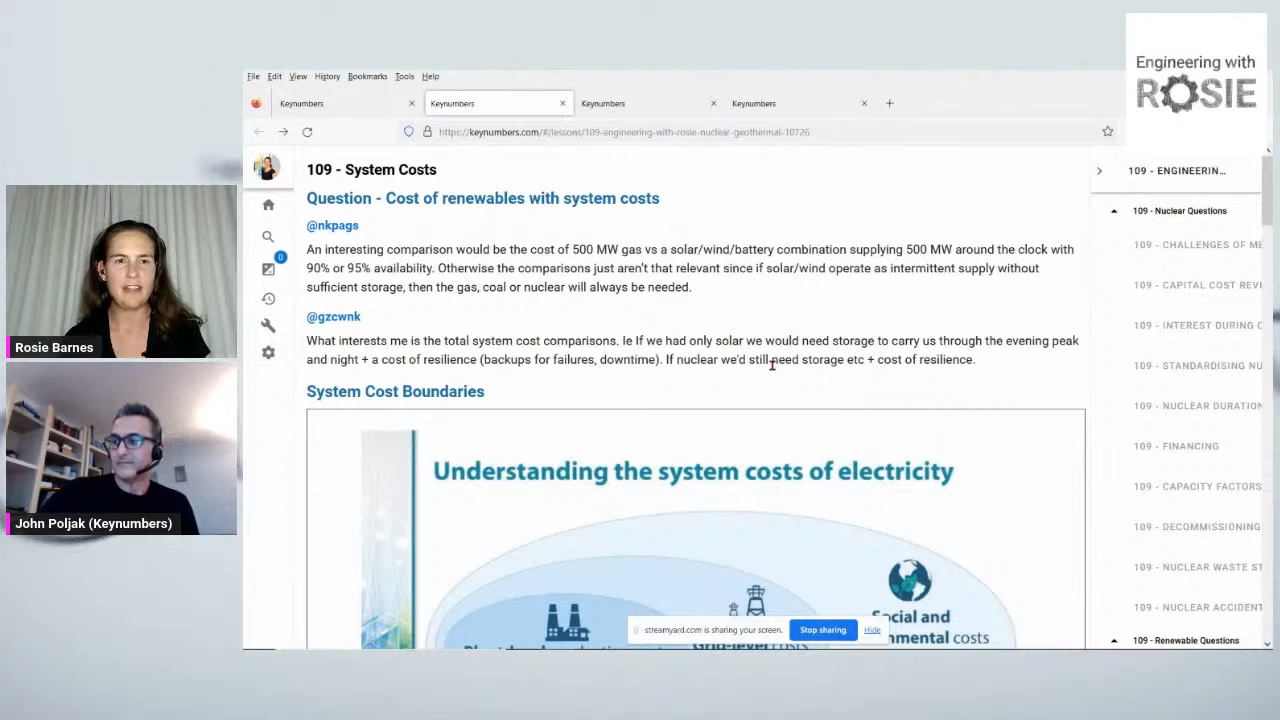 Engineering with
ROSIE
File Edit View History Bookmarks Tools Help
Keynumbers
Keynumbers
Keynumbers
Keynumbers
https://keynumbers.com/#/lessons/109-engineering-with-rosie-nuclear-geothermal-10726
109 - System Costs
Question - Cost of renewables with system costs
@nkpags
An interesting comparison would be the cost of 500 MW gas vs a solar/wind/battery combination supplying 500 MW around the clock with
90% or 95% availability. Otherwise the comparisons just aren't that relevant since if solar/wind operate as intermittent supply without
sufficient storage, then the gas, coal or nuclear will always be needed.
@gzcwnk
What interests me is the total system cost comparisons. Ie If we had only solar we would need storage to carry us through the evening peak
and night + a cost of resilience (backups for failures, downtime). If nuclear we'd still need storage etc + cost of resilience.
System Cost Boundaries
Understanding the system costs of electricity
Social and
nmental costs
0
109 - ENGINEERIN...
109 - Nuclear Questions
109 - CHALLENGES OF ME
109 - CAPITAL COST REVI
109 - INTEREST DURING C
109 - STANDARDISING NU
109 - NUCLEAR DURATION
109 - FINANCING
109 - CAPACITY FACTORS
109 - DECOMMISSIONING
109 - NUCLEAR WASTE ST
109 - NUCLEAR ACCIDENT
109 - Renewable Questions
streamyard.com is sharing your screen.
Stop sharing
Hide
Rosie Barnes
John Poljak (Keynumbers)